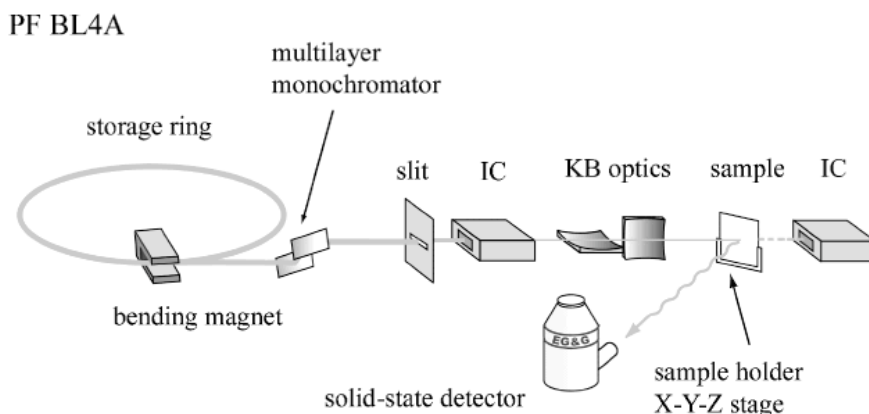 PF BL4A
multilayer
monochromator
storage ring
slit
IC
KB optics
sample
IC
bending magnet
EG&G
solid-state detector
sample holder
X-Y-Z stage